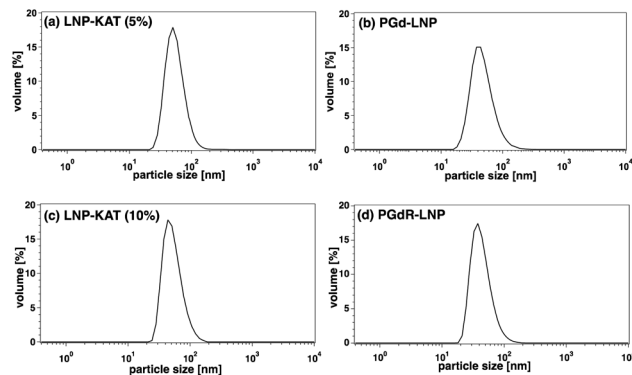 (a) LNP-KAT (5%)
volume [%]
20
15
10
5
0
10⁰ 10¹ 10² 10³ 10⁴
particle size [nm]
(b) PGd-LNP
volume [%]
20
15
10
5
0
10⁰ 10¹ 10² 10³ 10⁴
particle size [nm]
(c) LNP-KAT (10%)
volume [%]
20
15
10
5
0
10⁰ 10¹ 10² 10³ 10⁴
particle size [nm]
(d) PGdR-LNP
volume [%]
20
15
10
5
0
10⁰ 10¹ 10² 10³ 10⁴
particle size [nm]